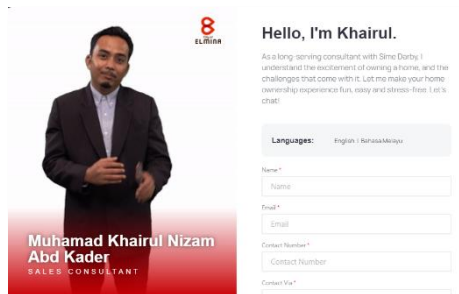 ELMINA
Muhamad Khairul Nizam
Abd Kader
SALES CONSULTANT
Hello, I'm Khairul.
As a long-serving consultant with Sime Darby, I
understand the excitement of owning a home, and the
challenges that come with it. Let me make your home
ownership experience fun, easy and stress-free. Let's
chat!
Languages: English | Bahasa Melayu
Name *
Name
Email *
Email
Contact Number *
Contact Number
Contact Via *